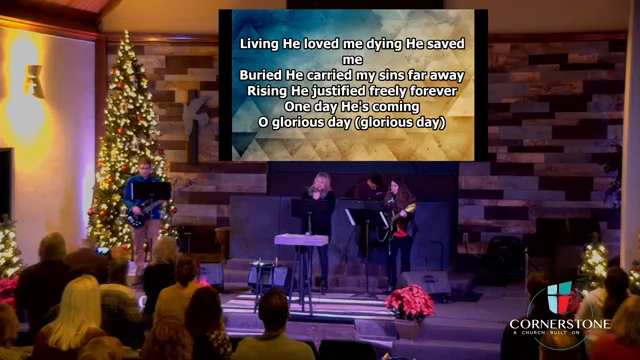 Living He loved me dying He saved
me
Buried He carried my sins far away
Rising He justified freely forever
One day He's coming
O glorious day (glorious day)
CORNERSTONE
A CHURCH BUILT ON